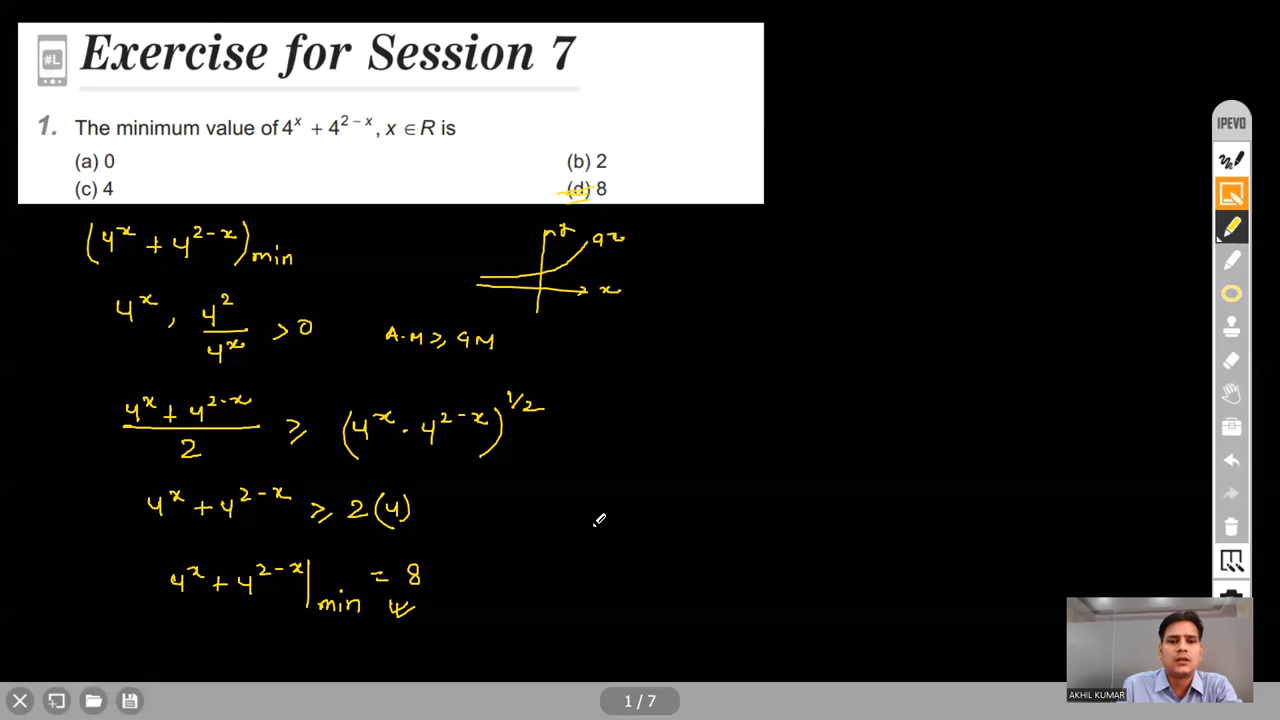 #L
Exercise for Session 7
1. The minimum value of 4^x + 4^{2-x}, x ∈ R is
(a) 0
(b) 2
(c) 4
(d) 8
(4^x + 4^{2-x})min
y
a^x
x
4^x, 4^2/4^x > 0
A.M ≥ GM
(4^x + 4^{2-x})/2 ≥ (4^x · 4^{2-x})^{1/2}
4^x + 4^{2-x} ≥ 2(4)
4^x + 4^{2-x}|min = 8
IPEVO
AKHIL KUMAR
1 / 7